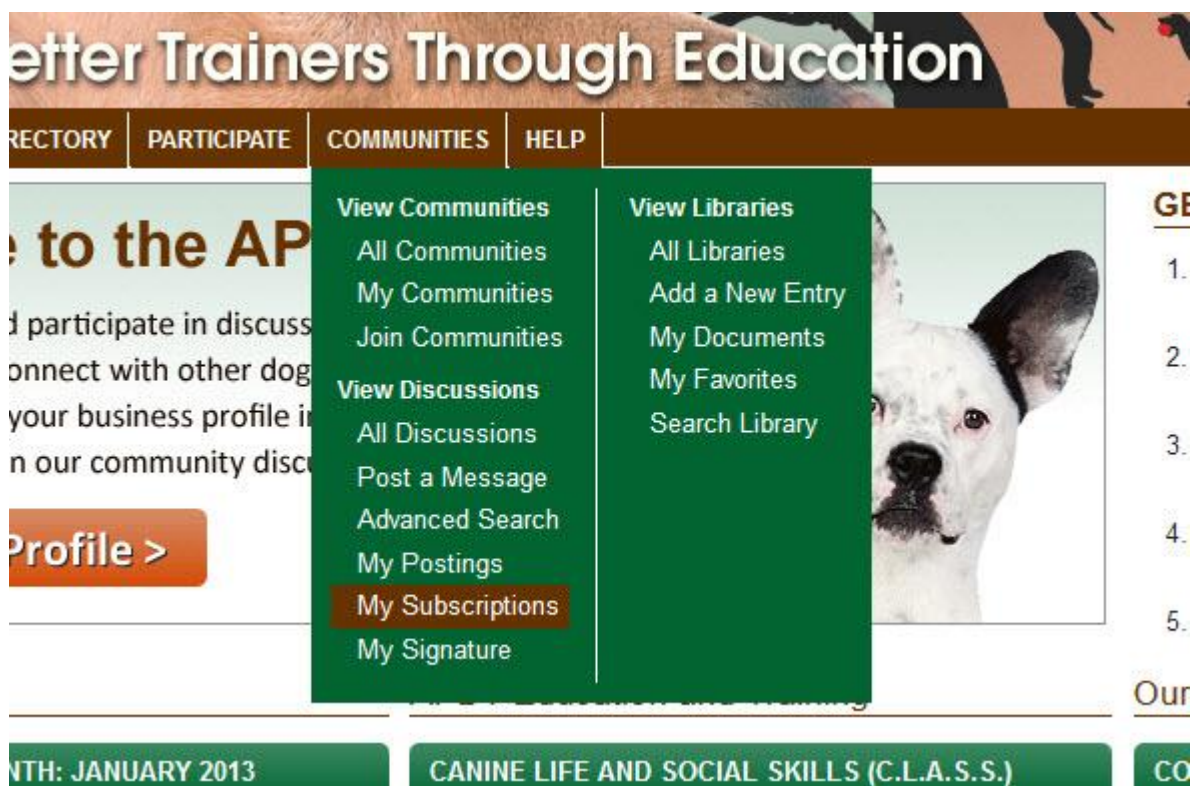 etter Trainers Through Education
RECTORY PARTICIPATE COMMUNITIES HELP
View Communities
All Communities
My Communities
Join Communities
View Discussions
All Discussions
Post a Message
Advanced Search
My Postings
My Subscriptions
My Signature
View Libraries
All Libraries
Add a New Entry
My Documents
My Favorites
Search Library
e to the AP
d participate in discuss
onnect with other dog
your business profile i
n our community disc
Profile >
GE
1.
2.
3.
4.
5.
Our
NTH: JANUARY 2013
CANINE LIFE AND SOCIAL SKILLS (C.L.A.S.S.)
CO